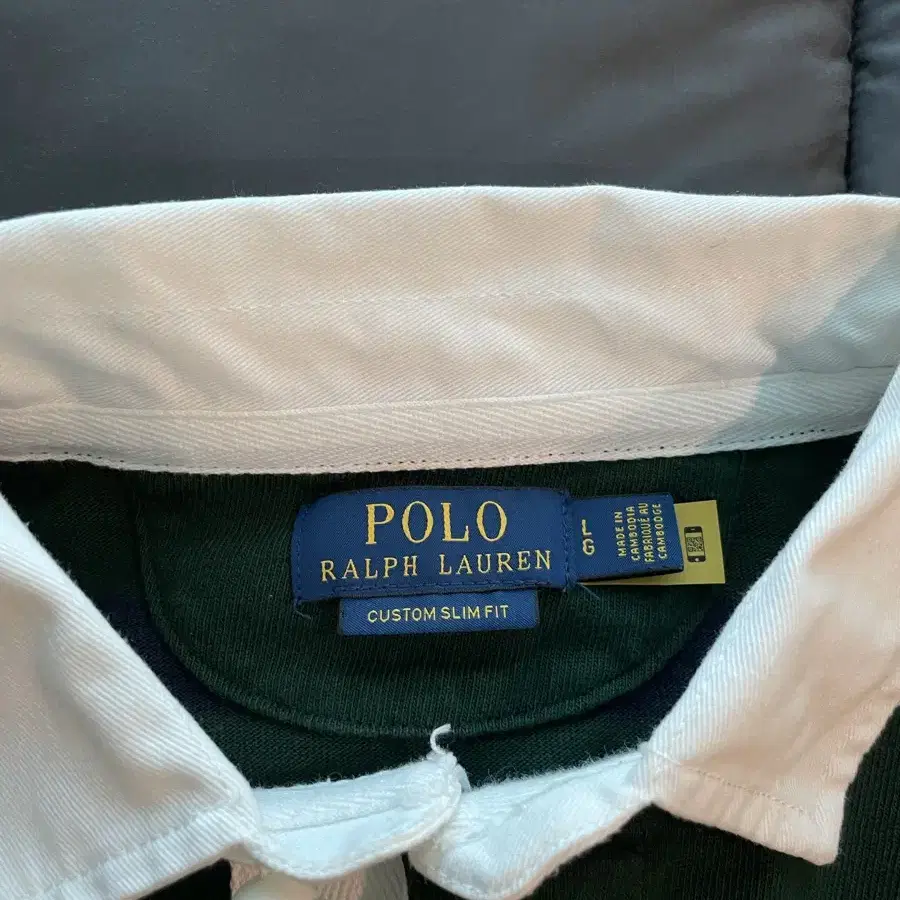 POLO
RALPH LAUREN
CUSTOM SLIM FIT
L
G
MADE IN
CAMBODIA
FABRIQUÉ AU
CAMBODGE